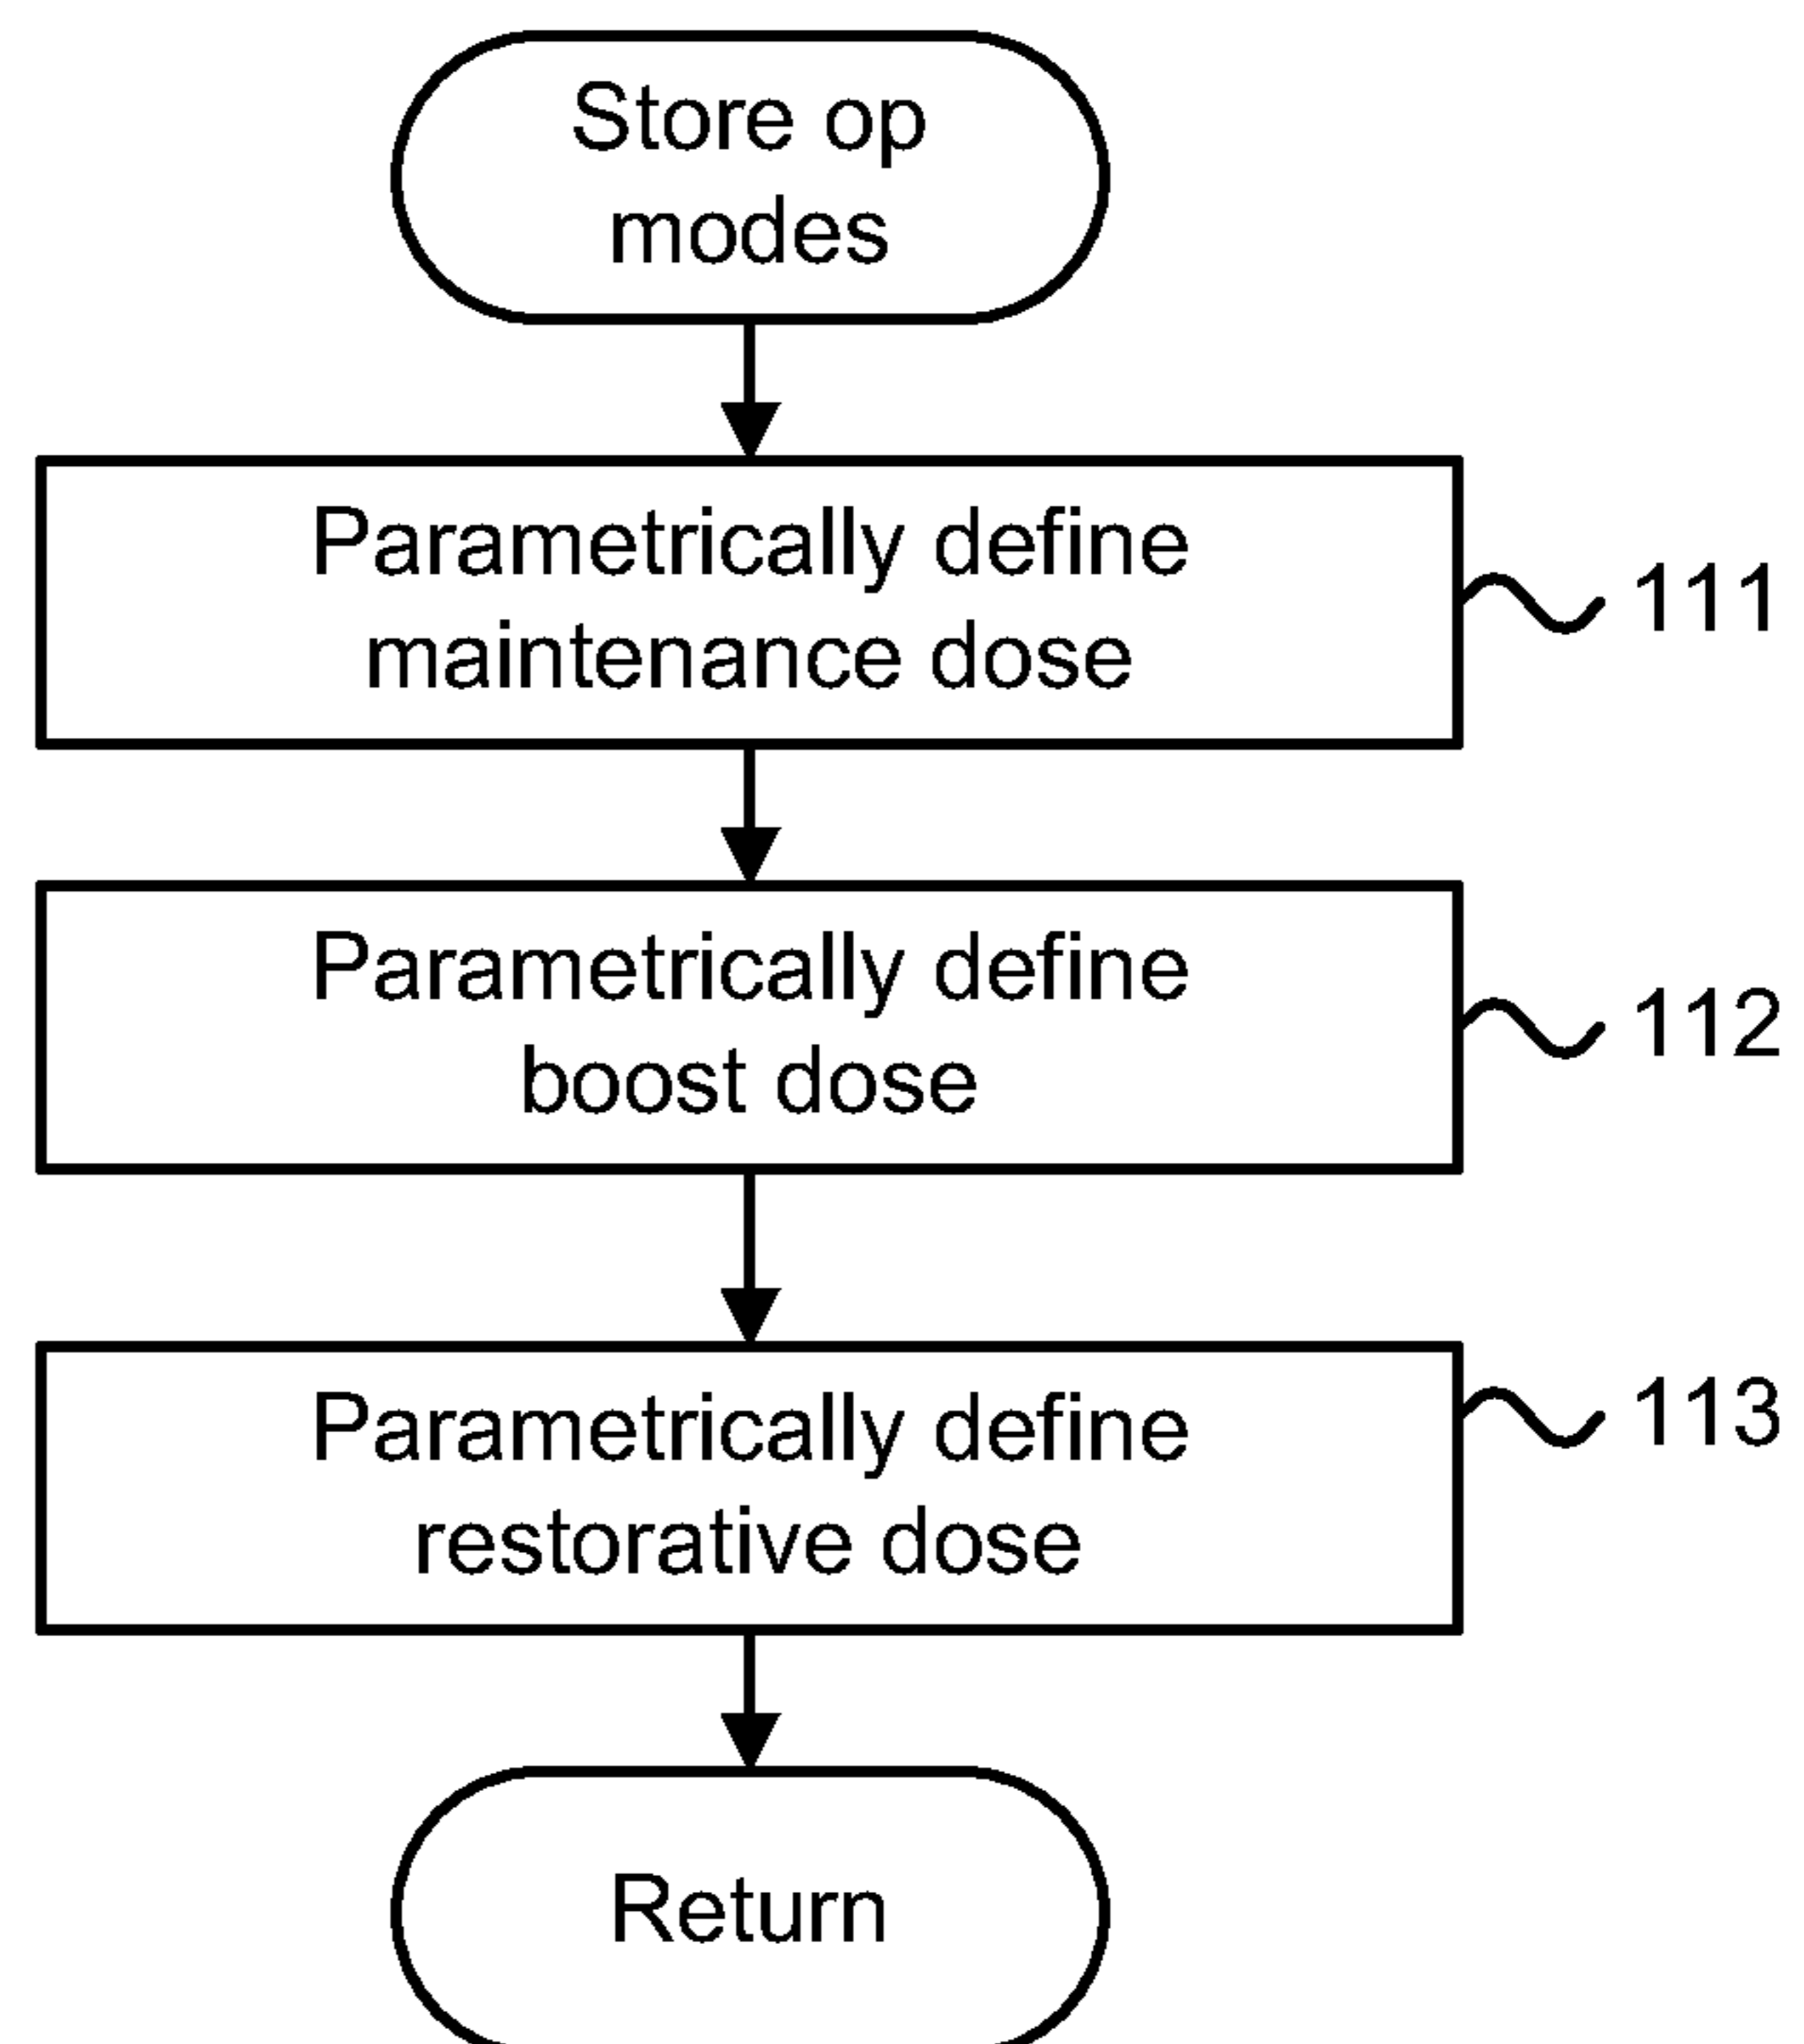 Store op
modes
Parametrically define
maintenance dose
111
Parametrically define
boost dose
112
Parametrically define
restorative dose
113
Return